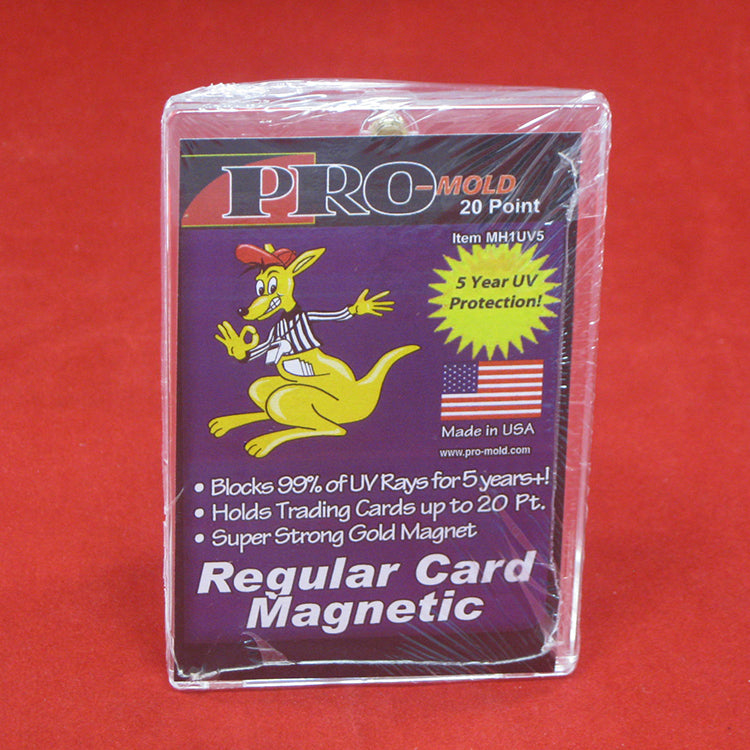 PRO-MOLD
20 Point
Item MH1UV5
5 Year UV
Protection!
Made in USA
www.pro-mold.com
• Blocks 99% of UV Rays for 5 years+!
• Holds Trading Cards up to 20 Pt.
• Super Strong Gold Magnet
Regular Card
Magnetic